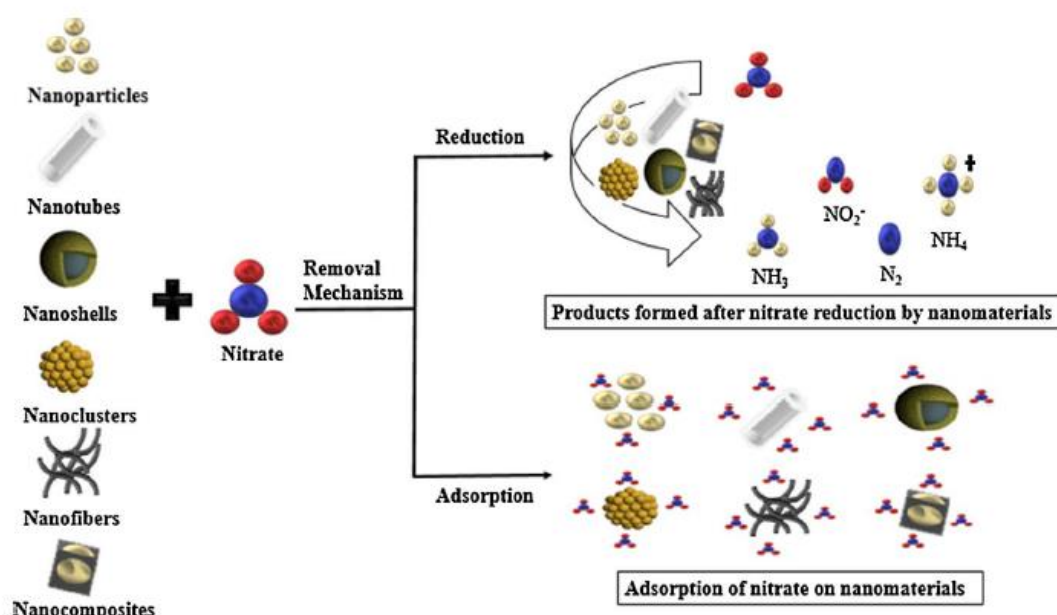 Nanoparticles
Nanotubes
Nanoshells
Nanoclusters
Nanofibers
Nanocomposites
Nitrate
Removal
Mechanism
Reduction
NH₃
NO₂⁻
N₂
NH₄
+
Products formed after nitrate reduction by nanomaterials
Adsorption
Adsorption of nitrate on nanomaterials